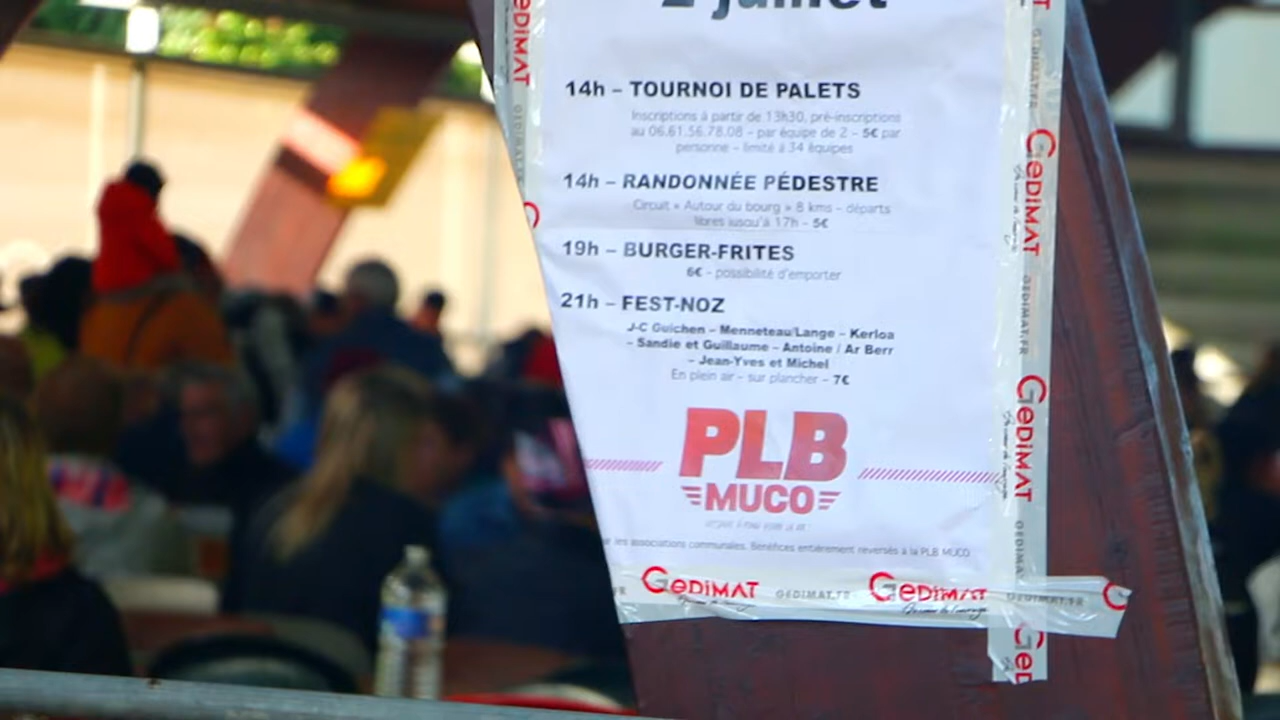 2 juillet
14h – TOURNOI DE PALETS
Inscriptions à partir de 13h30, pré-inscriptions
au 06.61.56.78.08 – par équipe de 2 – 5€ par
personne – limité à 34 équipes
14h – RANDONNÉE PÉDESTRE
Circuit « Autour du bourg » 8 kms – départs
libres jusqu'à 17h – 5€
19h – BURGER-FRITES
6€ - possibilité d'emporter
21h – FEST-NOZ
J-C Guichen – Menneteau/Lange – Kerloa
– Sandie et Guillaume – Antoine / Ar Berr
– Jean-Yves et Michel
En plein air – sur plancher – 7€
PLB
MUCO
les associations communales. Bénéfices entièrement reversés à la PLB MUCO
GEDIMAT GEDIMAT.FR GEDIMAT GEDIMAT.FR
GEDIMAT
GEDIMAT.FR
GEDIMAT
GEDIMAT.FR
GEDIMAT
GEDIMAT
GED